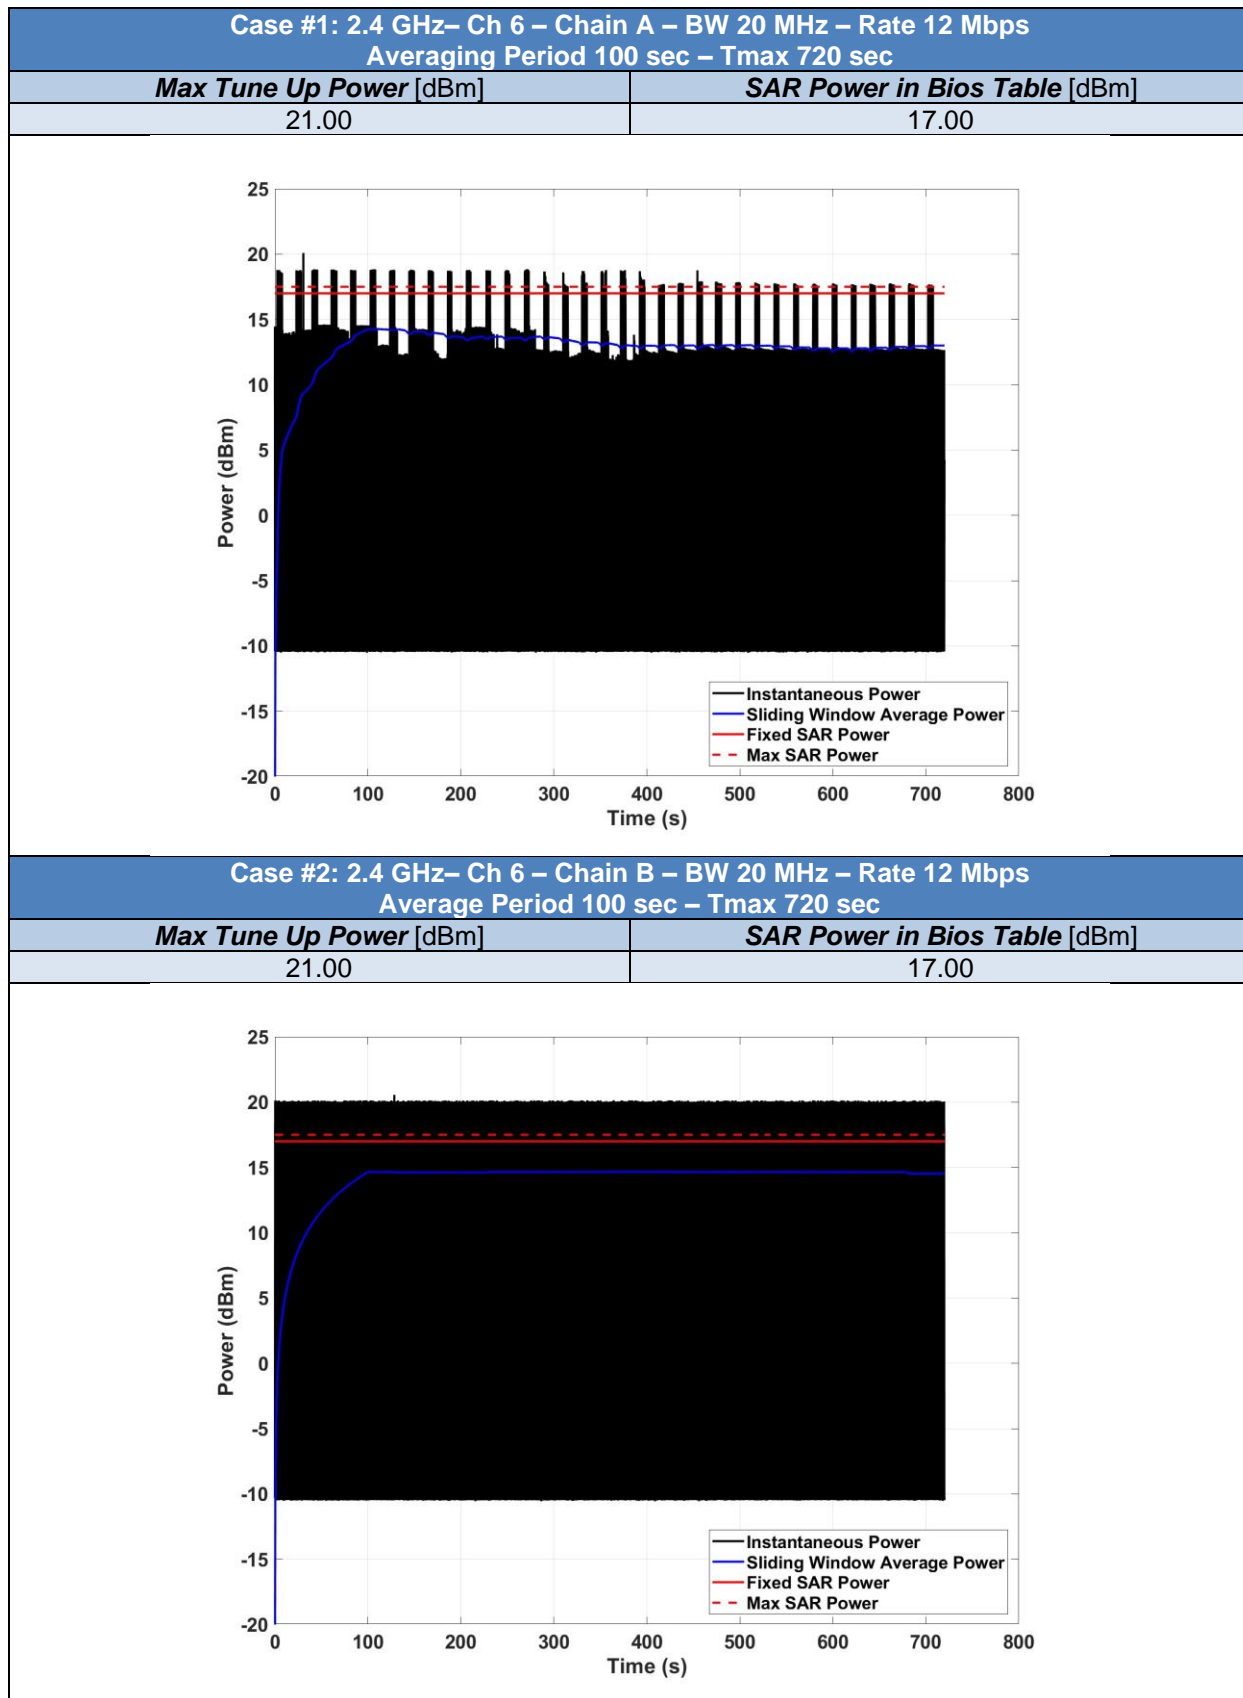 Case #1: 2.4 GHz– Ch 6 – Chain A – BW 20 MHz – Rate 12 Mbps
Averaging Period 100 sec – Tmax 720 sec
Max Tune Up Power [dBm] SAR Power in Bios Table [dBm]
21.00 17.00
25
20
15
10
5
0
-5
-10
-15
-20
Power (dBm)
Instantaneous Power
Sliding Window Average Power
Fixed SAR Power
Max SAR Power
0 100 200 300 400 500 600 700 800
Time (s)
Case #2: 2.4 GHz– Ch 6 – Chain B – BW 20 MHz – Rate 12 Mbps
Average Period 100 sec – Tmax 720 sec
Max Tune Up Power [dBm] SAR Power in Bios Table [dBm]
21.00 17.00
25
20
15
10
5
0
-5
-10
-15
-20
Power (dBm)
Instantaneous Power
Sliding Window Average Power
Fixed SAR Power
Max SAR Power
0 100 200 300 400 500 600 700 800
Time (s)